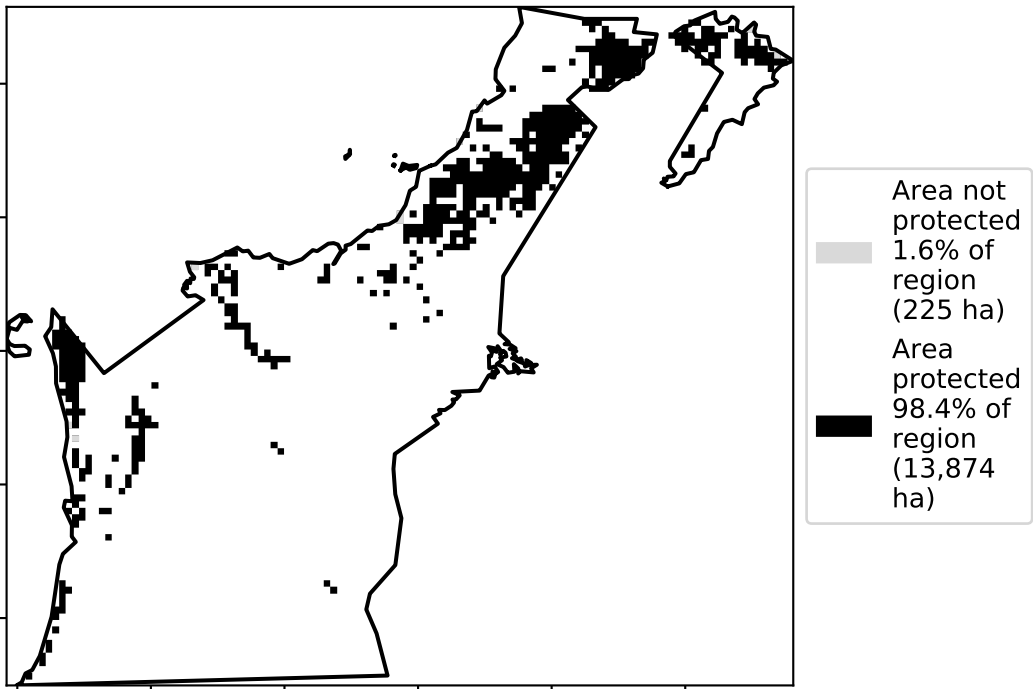 Area not
protected
1.6% of
region
(225 ha)
Area
protected
98.4% of
region
(13,874
ha)